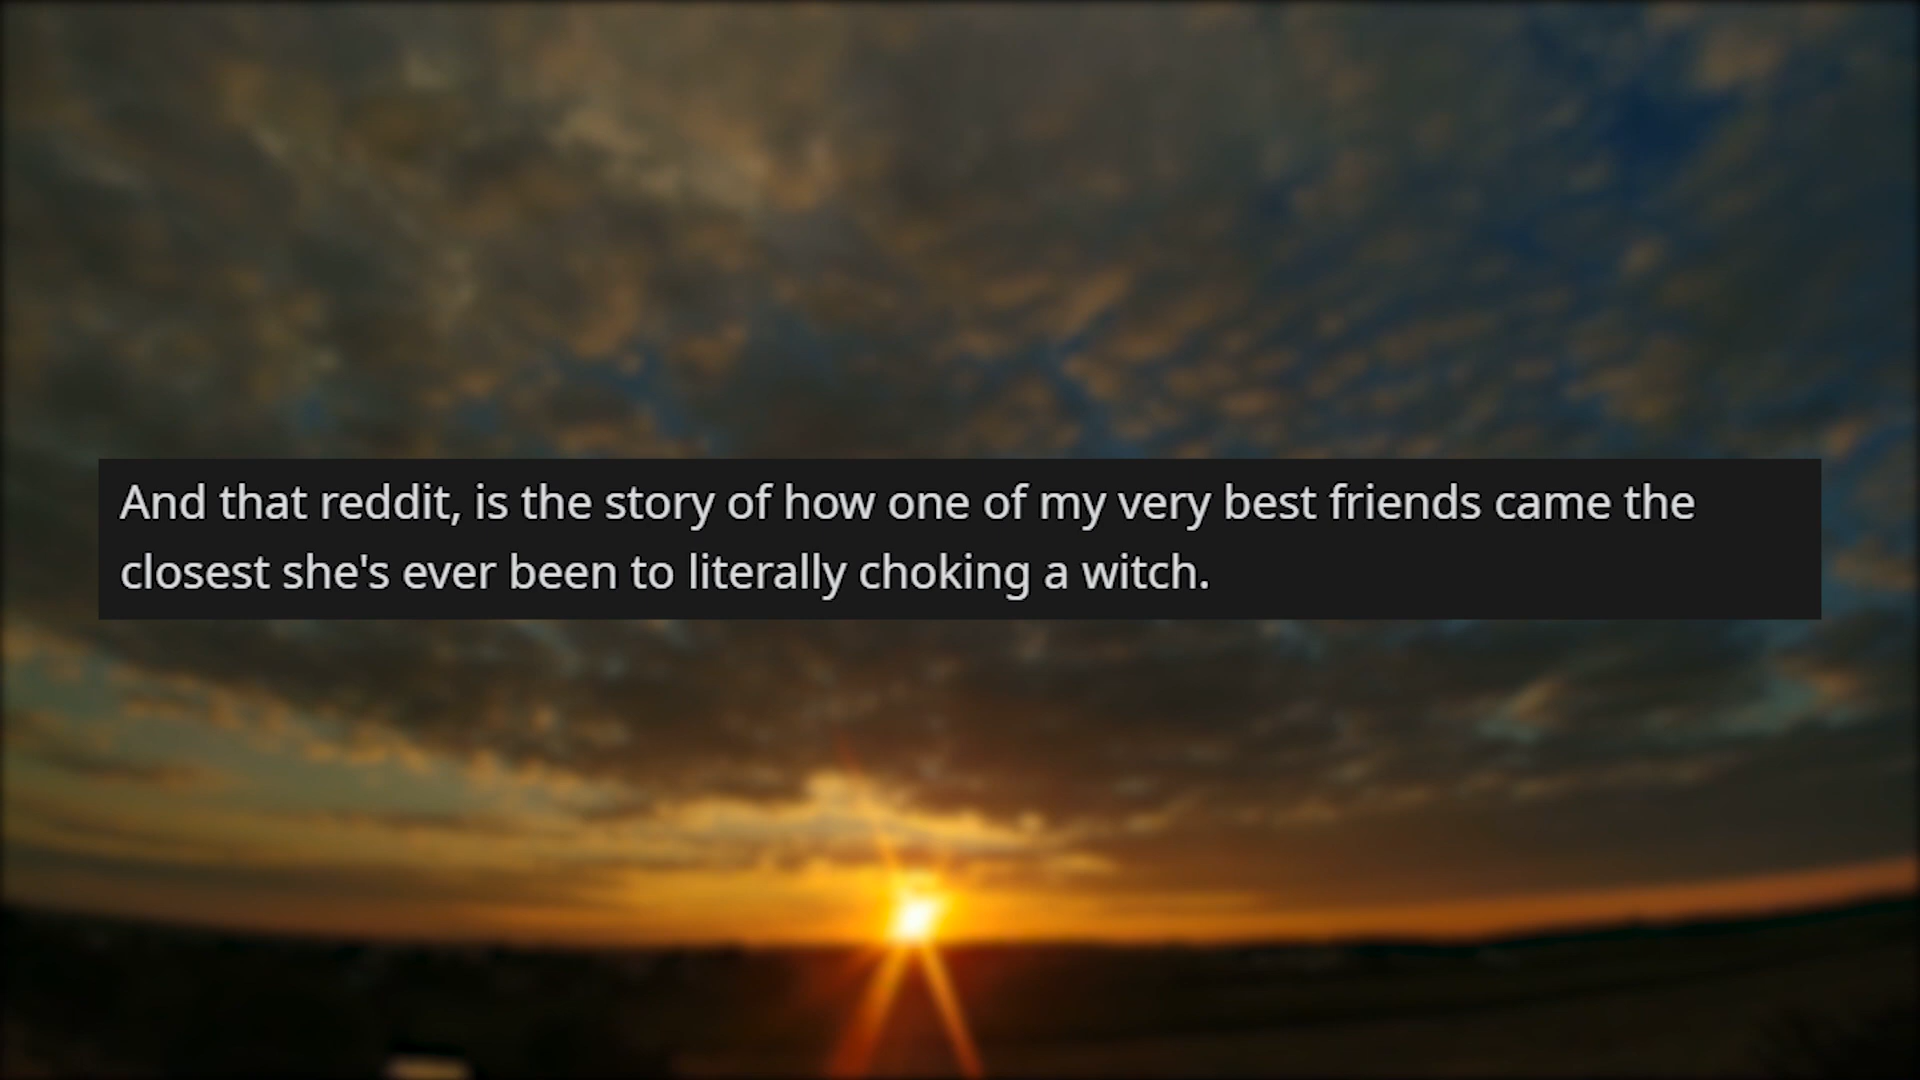 And that reddit, is the story of how one of my very best friends came the
closest she's ever been to literally choking a witch.